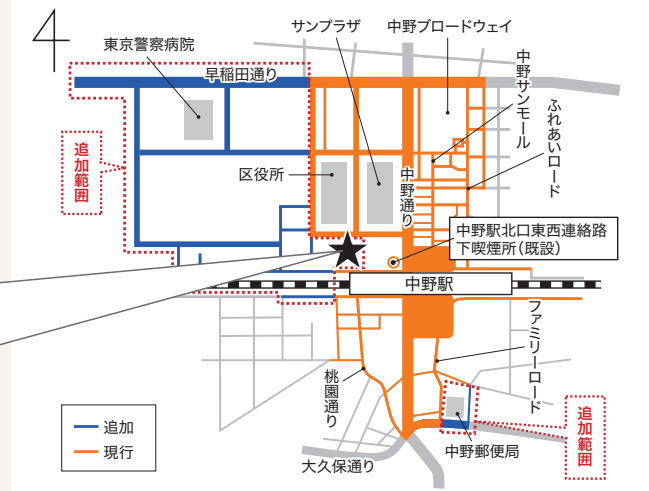 4
サンプラザ
中野ブロードウェイ
東京警察病院
早稲田通り
中野サンモール
ふれあいロード
追加範囲
区役所
中野通り
中野駅北口東西連絡路
下喫煙所(既設)
中野駅
ファミリーロード
桃園通り
追加範囲
追加
現行
中野郵便局
大久保通り